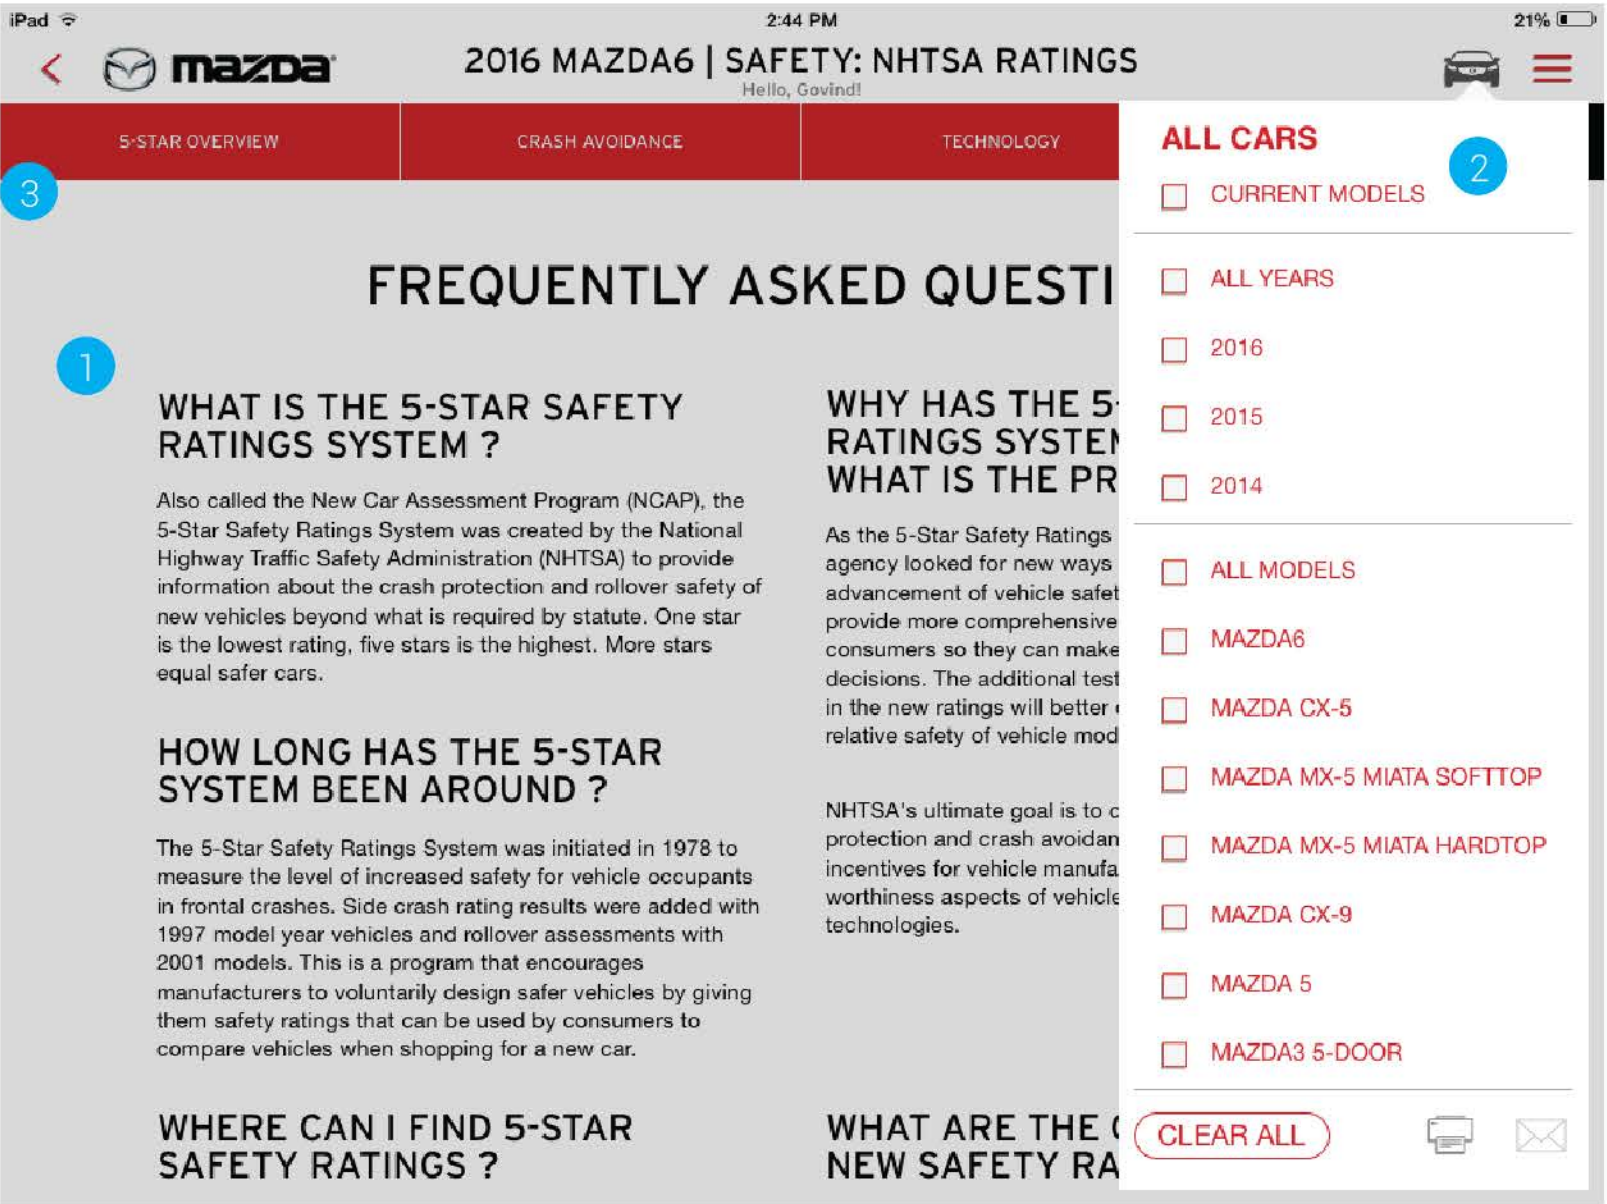 iPad
2:44 PM
21%
mazda
2016 MAZDA6 | SAFETY: NHTSA RATINGS
Hello, Govind!
5-STAR OVERVIEW
CRASH AVOIDANCE
TECHNOLOGY
3
FREQUENTLY ASKED QUESTI
1
WHAT IS THE 5-STAR SAFETY
RATINGS SYSTEM ?
Also called the New Car Assessment Program (NCAP), the
5-Star Safety Ratings System was created by the National
Highway Traffic Safety Administration (NHTSA) to provide
information about the crash protection and rollover safety of
new vehicles beyond what is required by statute. One star
is the lowest rating, five stars is the highest. More stars
equal safer cars.
HOW LONG HAS THE 5-STAR
SYSTEM BEEN AROUND ?
The 5-Star Safety Ratings System was initiated in 1978 to
measure the level of increased safety for vehicle occupants
in frontal crashes. Side crash rating results were added with
1997 model year vehicles and rollover assessments with
2001 models. This is a program that encourages
manufacturers to voluntarily design safer vehicles by giving
them safety ratings that can be used by consumers to
compare vehicles when shopping for a new car.
WHERE CAN I FIND 5-STAR
SAFETY RATINGS ?
WHY HAS THE 5-
RATINGS SYSTEM
WHAT IS THE PR
As the 5-Star Safety Ratings
agency looked for new ways
advancement of vehicle safet
provide more comprehensive
consumers so they can make
decisions. The additional test
in the new ratings will better
relative safety of vehicle mod
NHTSA's ultimate goal is to c
protection and crash avoidan
incentives for vehicle manufa
worthiness aspects of vehicle
technologies.
WHAT ARE THE
NEW SAFETY RA
ALL CARS
2
CURRENT MODELS
ALL YEARS
2016
2015
2014
ALL MODELS
MAZDA6
MAZDA CX-5
MAZDA MX-5 MIATA SOFTTOP
MAZDA MX-5 MIATA HARDTOP
MAZDA CX-9
MAZDA 5
MAZDA3 5-DOOR
CLEAR ALL